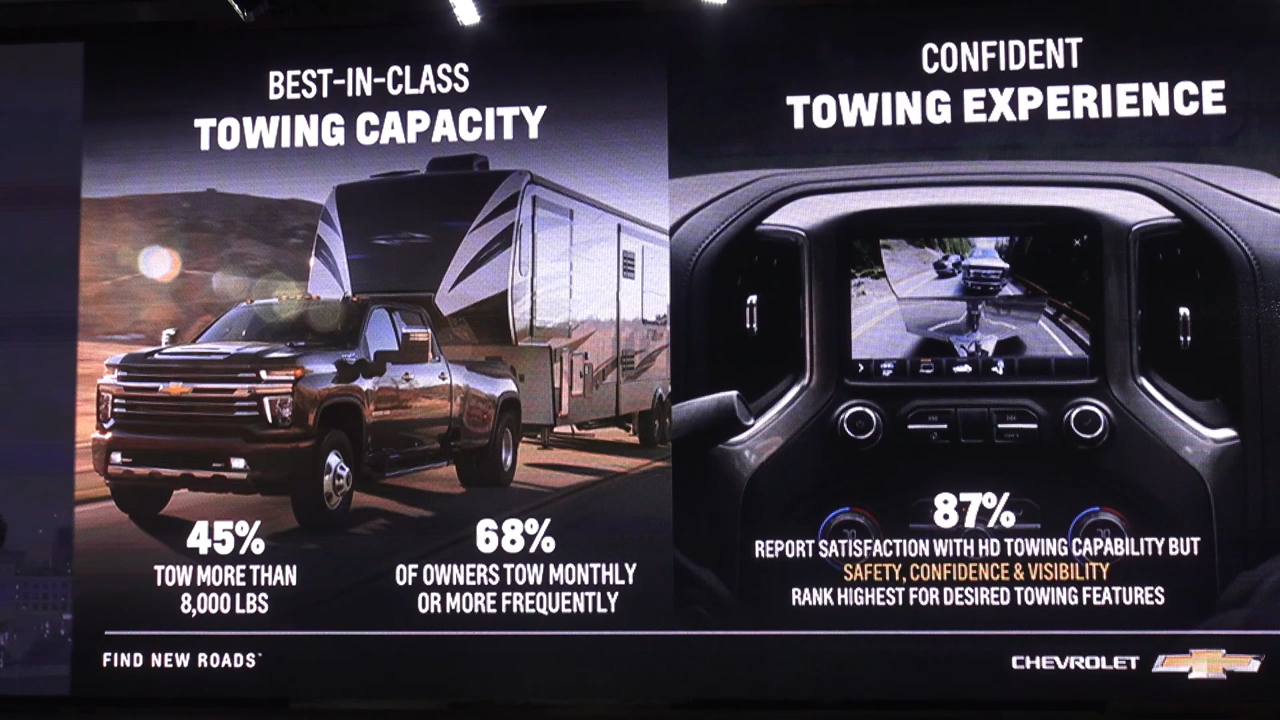 BEST-IN-CLASS
TOWING CAPACITY
45%
TOW MORE THAN
8,000 LBS
68%
OF OWNERS TOW MONTHLY
OR MORE FREQUENTLY
CONFIDENT
TOWING EXPERIENCE
87%
REPORT SATISFACTION WITH HD TOWING CAPABILITY BUT
SAFETY, CONFIDENCE & VISIBILITY
RANK HIGHEST FOR DESIRED TOWING FEATURES
FIND NEW ROADS™
CHEVROLET